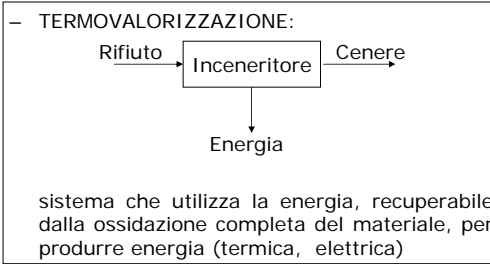 – TERMOVALORIZZAZIONE:
Rifiuto
Inceneritore
Cenere
Energia
sistema che utilizza la energia, recuperabile
dalla ossidazione completa del materiale, per
produrre energia (termica, elettrica)